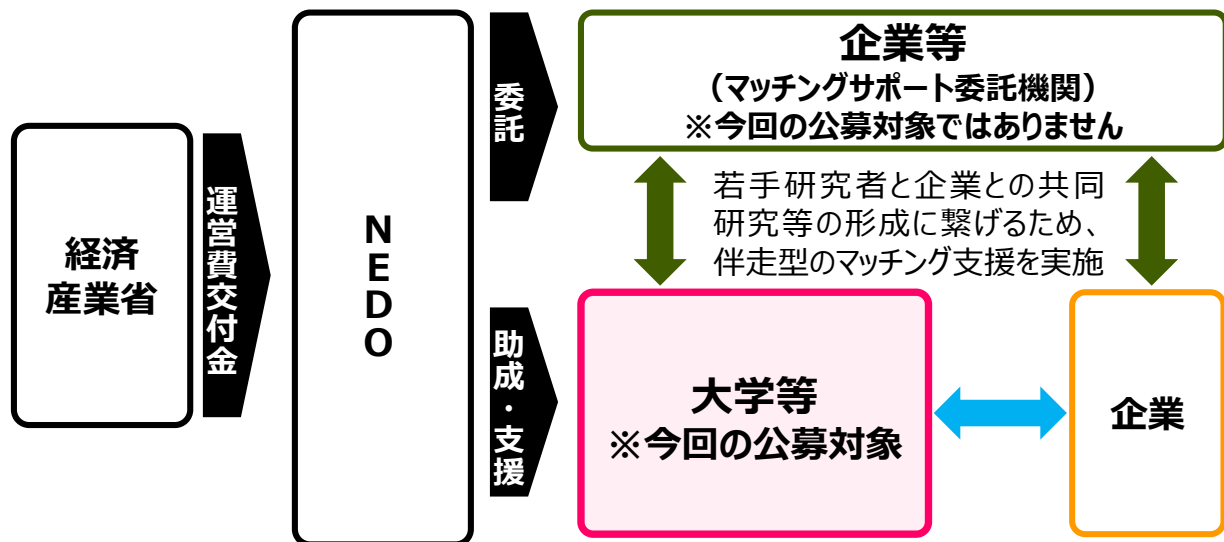 経済
産業省
運営費交付金
NEDO
委託
助成・支援
企業等
（マッチングサポート委託機関）
※今回の公募対象ではありません
若手研究者と企業との共同
研究等の形成に繋げるため、
伴走型のマッチング支援を実施
大学等
※今回の公募対象
企業